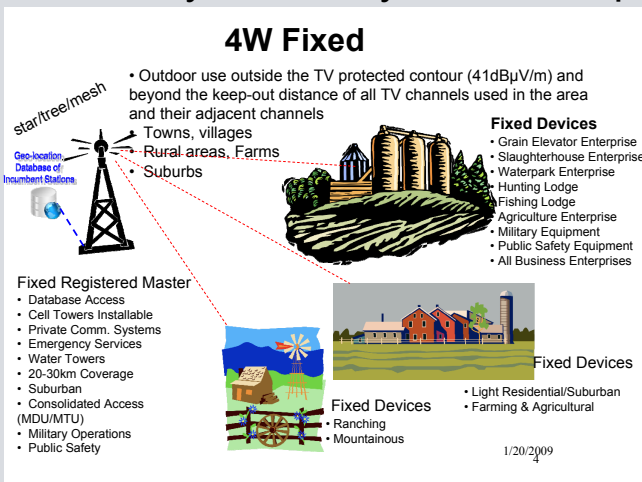 4W Fixed
• Outdoor use outside the TV protected contour (41dBµV/m) and
beyond the keep-out distance of all TV channels used in the area
and their adjacent channels
• Towns, villages
• Rural areas, Farms
• Suburbs
star/tree/mesh
Geo-location,
Database of
Incumbent Stations
Fixed Devices
• Grain Elevator Enterprise
• Slaughterhouse Enterprise
• Waterpark Enterprise
• Hunting Lodge
• Fishing Lodge
Agriculture Enterprise
• Military Equipment
• Public Safety Equipment
• All Business Enterprises
Fixed Registered Master
• Database Access
• Cell Towers Installable
• Private Comm. Systems
• Emergency Services
• Water Towers
• 20-30km Coverage
• Suburban
• Consolidated Access
(MDU/MTU)
• Military Operations
• Public Safety
Fixed Devices
• Ranching
• Mountainous
Fixed Devices
• Light Residential/Suburban
• Farming & Agricultural
1/20/2009
4